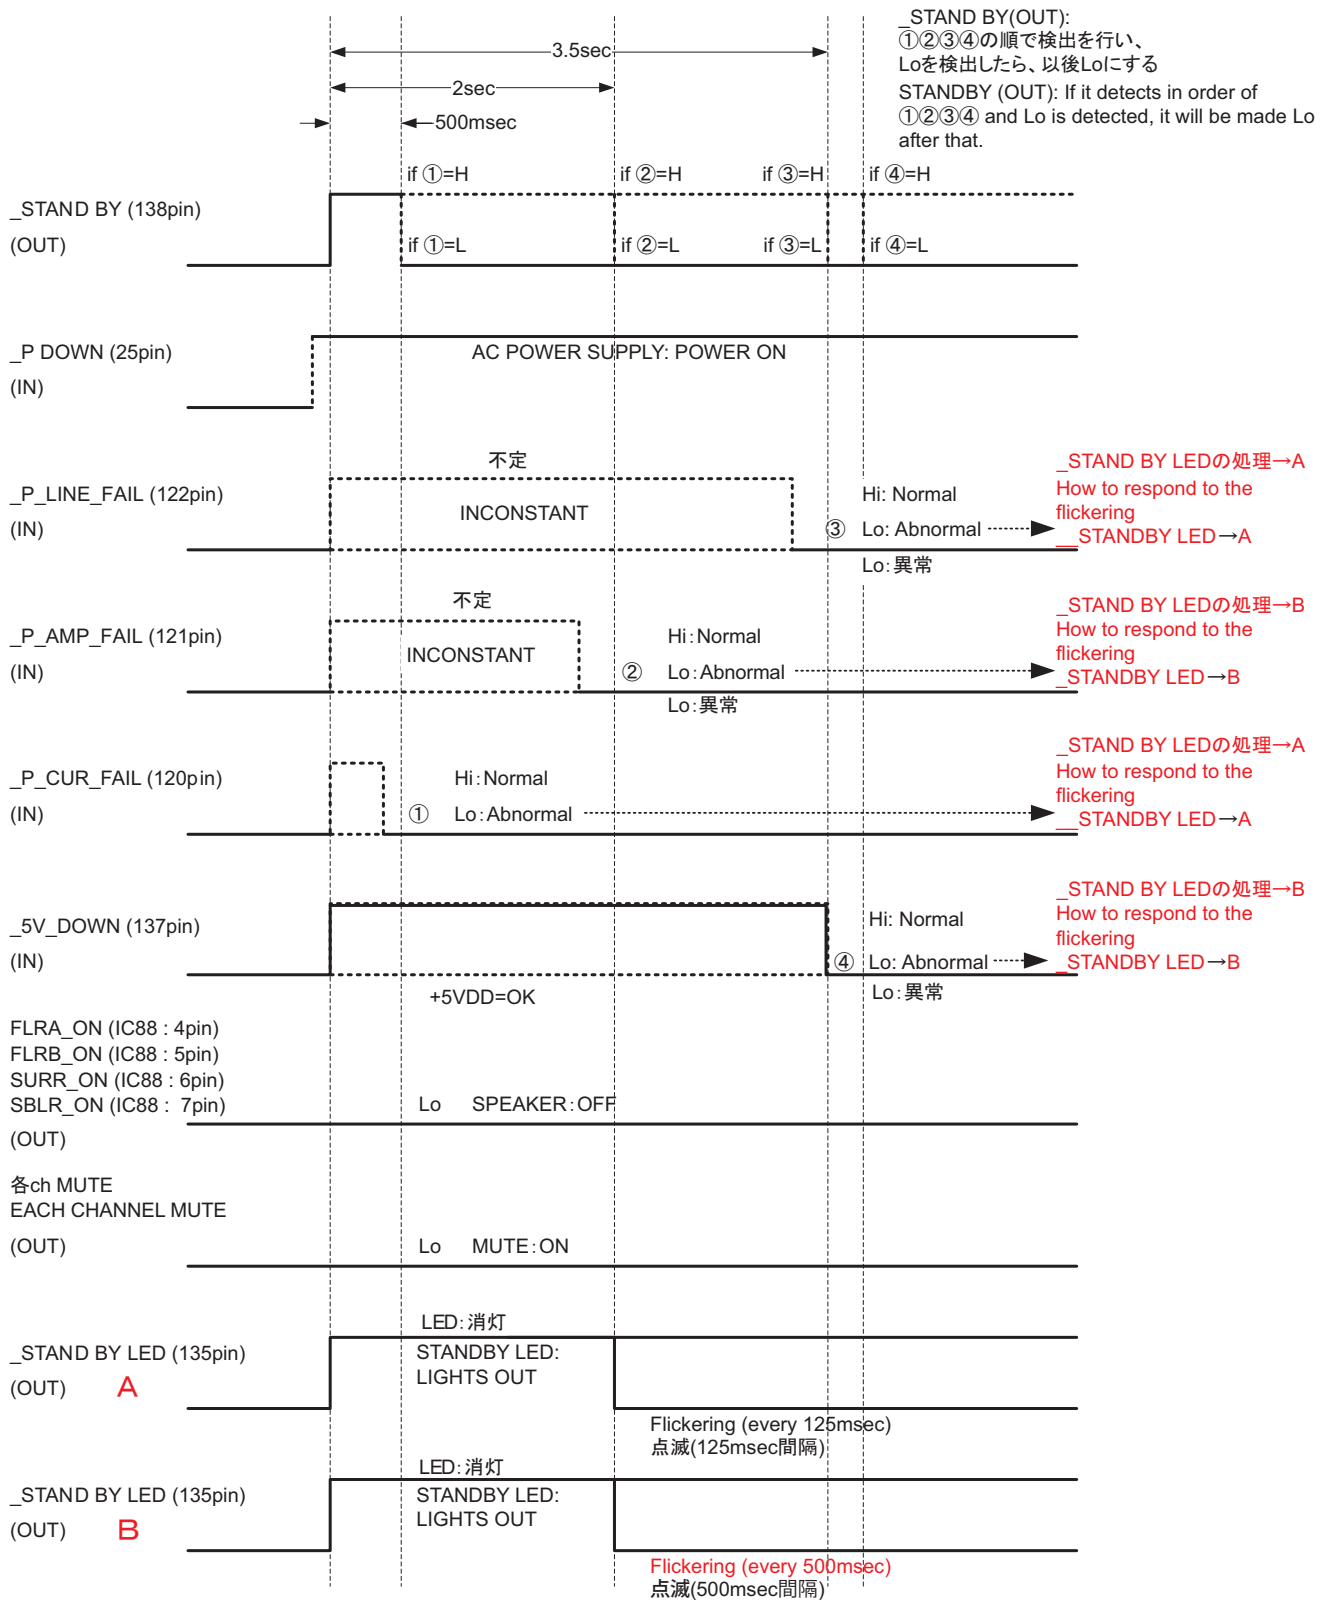 _STAND BY(OUT):
①②③④の順で検出を行い、
Loを検出したら、以後Loにする
STANDBY (OUT): If it detects in order of
①②③④ and Lo is detected, it will be made Lo
after that.
3.5sec
2sec
500msec
if ①=H
if ②=H
if ③=H
if ④=H
_STAND BY (138pin)
(OUT)
if ①=L
if ②=L
if ③=L
if ④=L
_P DOWN (25pin)
(IN)
AC POWER SUPPLY: POWER ON
_P_LINE_FAIL (122pin)
(IN)
不定
INCONSTANT
③
Hi: Normal
Lo: Abnormal
Lo:異常
_STAND BY LEDの処理→A
How to respond to the
flickering
__STANDBY LED→A
_P_AMP_FAIL (121pin)
(IN)
不定
INCONSTANT
②
Hi:Normal
Lo:Abnormal
Lo:異常
_STAND BY LEDの処理→B
How to respond to the
flickering
_STANDBY LED→B
_P_CUR_FAIL (120pin)
(IN)
①
Hi:Normal
Lo:Abnormal
_STAND BY LEDの処理→A
How to respond to the
flickering
__STANDBY LED→A
_5V_DOWN (137pin)
(IN)
+5VDD=OK
④
Hi: Normal
Lo: Abnormal
Lo:異常
_STAND BY LEDの処理→B
How to respond to the
flickering
_STANDBY LED→B
FLRA_ON (IC88 : 4pin)
FLRB_ON (IC88 : 5pin)
SURR_ON (IC88 : 6pin)
SBLR_ON (IC88 : 7pin)
(OUT)
Lo SPEAKER:OFF
各ch MUTE
EACH CHANNEL MUTE
(OUT)
Lo MUTE:ON
_STAND BY LED (135pin)
(OUT) A
LED:消灯
STANDBY LED:
LIGHTS OUT
Flickering (every 125msec)
点滅(125msec間隔)
_STAND BY LED (135pin)
(OUT) B
LED:消灯
STANDBY LED:
LIGHTS OUT
Flickering (every 500msec)
点滅(500msec間隔)